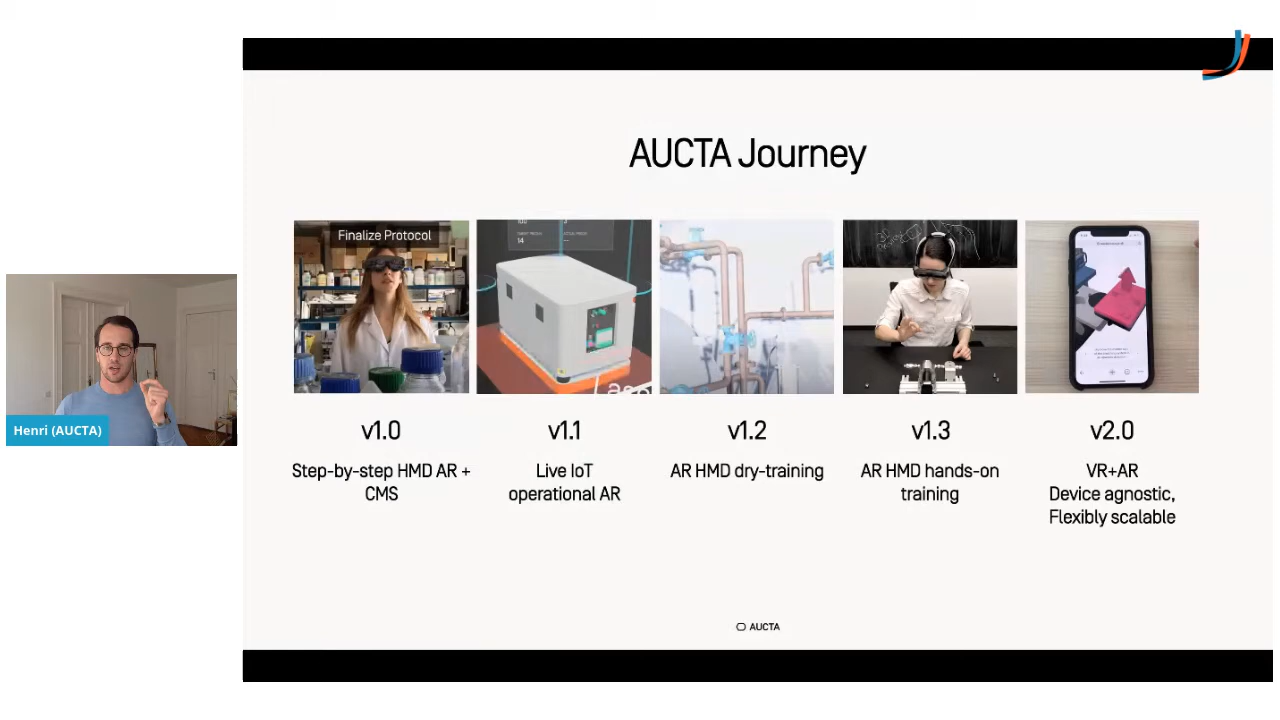 AUCTA Journey
Finalize Protocol
14
v1.0
Step-by-step HMD AR +
CMS
v1.1
Live IoT
operational AR
v1.2
AR HMD dry-training
v1.3
AR HMD hands-on
training
v2.0
VR+AR
Device agnostic,
Flexibly scalable
Henri (AUCTA)
AUCTA